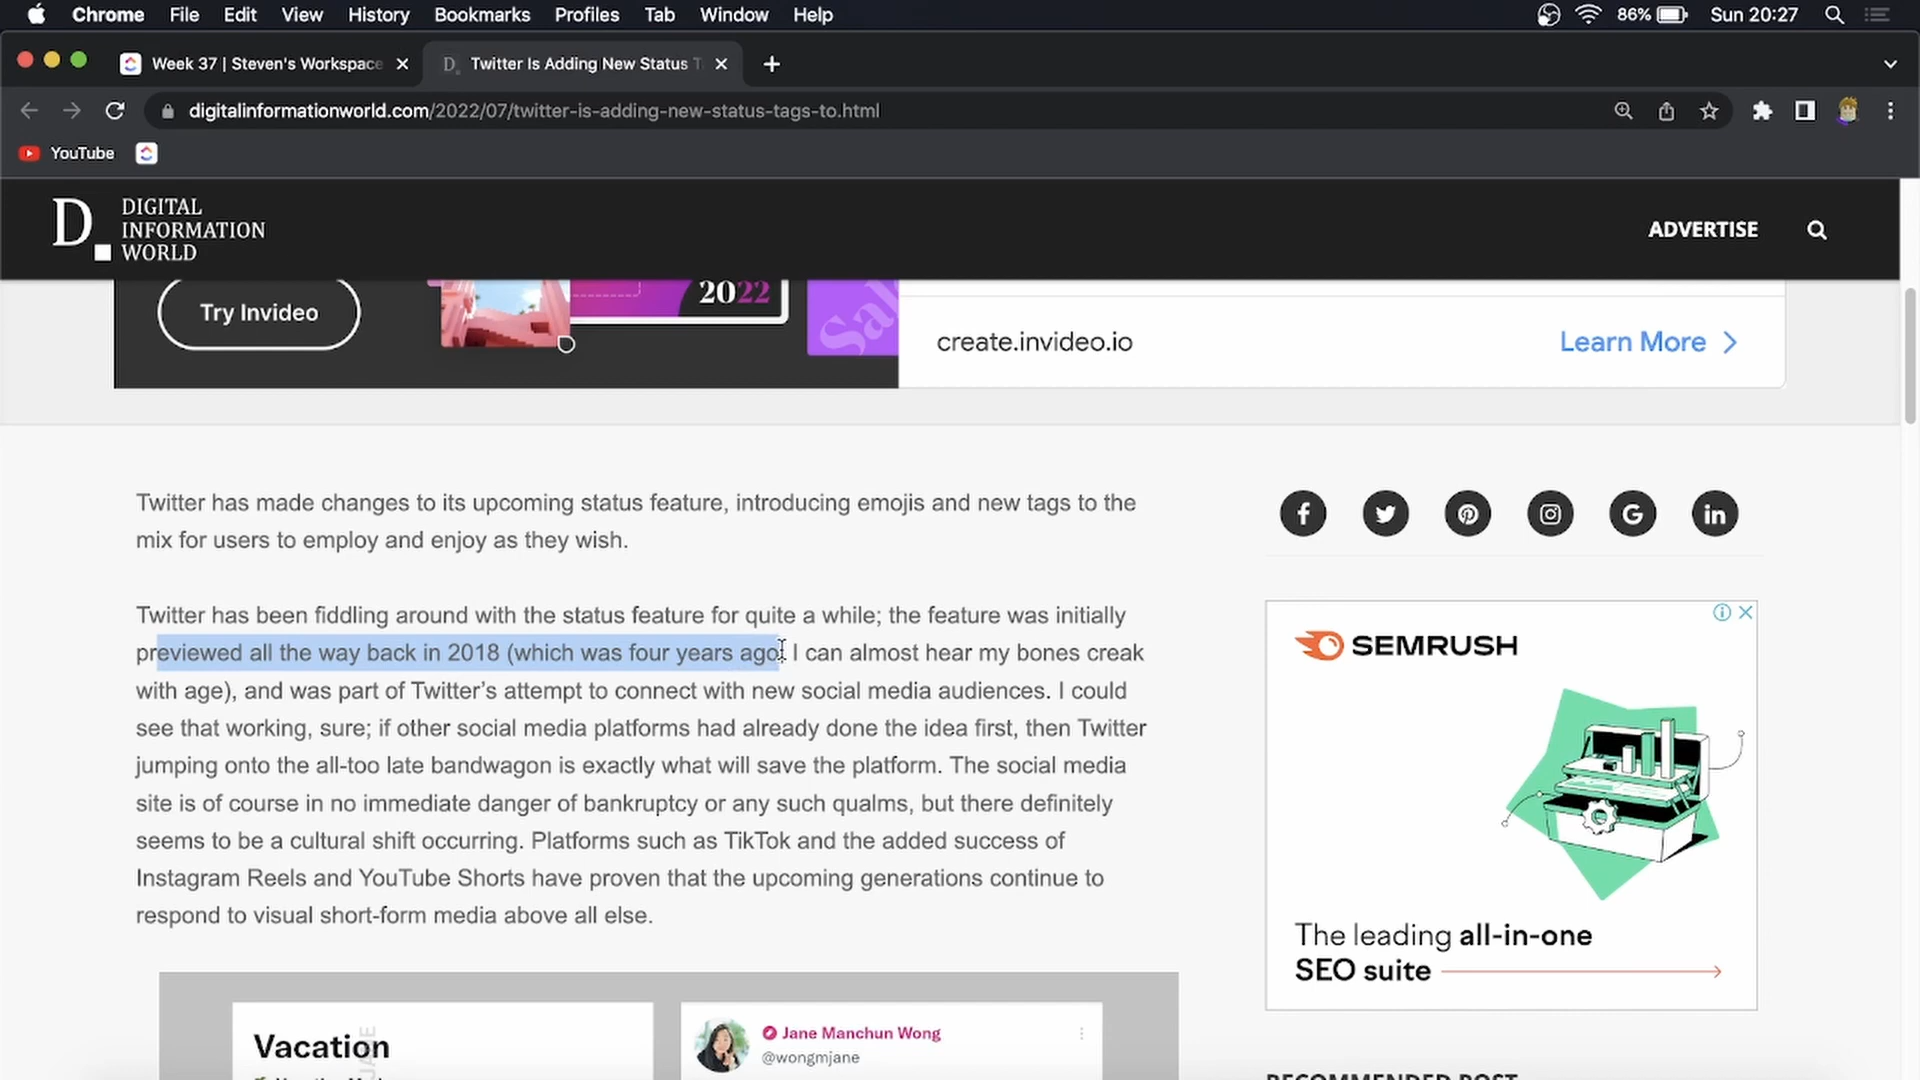 Chrome File Edit View History Bookmarks Profiles Tab Window Help 86% Sun 20:27
Week 37 | Steven's Workspace Twitter Is Adding New Status
digitalinformationworld.com/2022/07/twitter-is-adding-new-status-tags-to.html
YouTube
D. DIGITAL
INFORMATION
WORLD
ADVERTISE
Try Invideo
2022
Sal
create.invideo.io
Learn More
Twitter has made changes to its upcoming status feature, introducing emojis and new tags to the
mix for users to employ and enjoy as they wish.
Twitter has been fiddling around with the status feature for quite a while; the feature was initially
previewed all the way back in 2018 (which was four years ago. I can almost hear my bones creak
with age), and was part of Twitter’s attempt to connect with new social media audiences. I could
see that working, sure; if other social media platforms had already done the idea first, then Twitter
jumping onto the all-too late bandwagon is exactly what will save the platform. The social media
site is of course in no immediate danger of bankruptcy or any such qualms, but there definitely
seems to be a cultural shift occurring. Platforms such as TikTok and the added success of
Instagram Reels and YouTube Shorts have proven that the upcoming generations continue to
respond to visual short-form media above all else.
Vacation
Jane Manchun Wong
@wongmjane
SEMRUSH
The leading all-in-one
SEO suite
RECOMMENDED POST